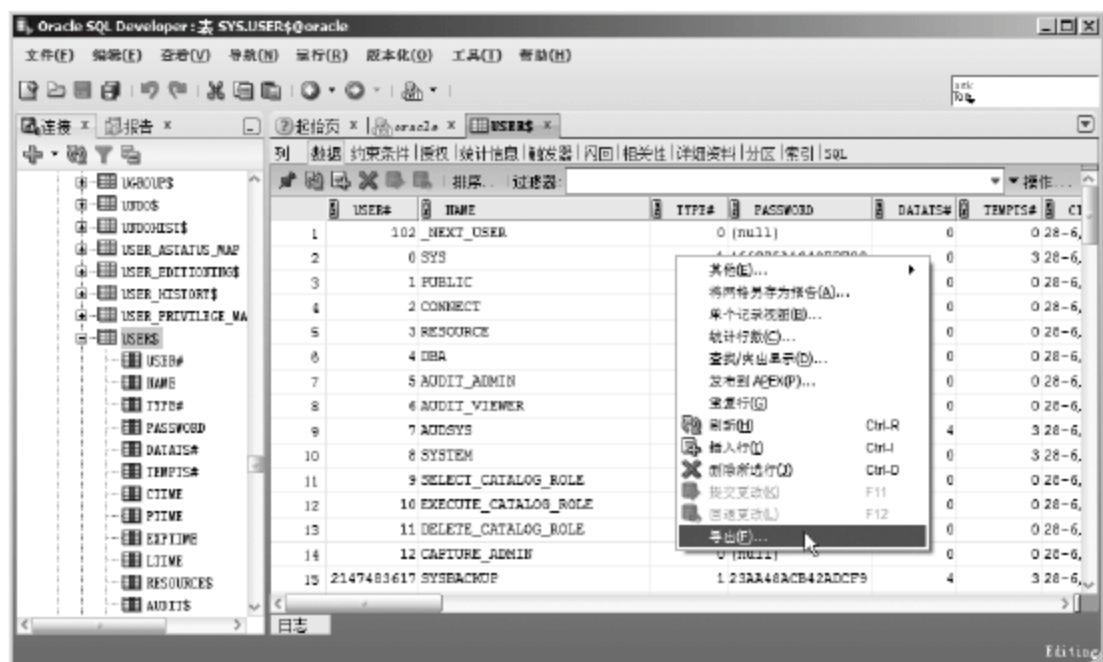 Oracle SQL Developer : 表 SYS.USER$@oracle
文件(F) 编辑(E) 查看(V) 导航(N) 运行(R) 版本化(O) 工具(T) 帮助(H)
连接 报告
起始页 oracle USER$
列 数据 约束条件 授权 统计信息 触发器 闪回 相关性 详细资料 分区 索引 SQL
排序.. 过滤器: 操作...
UGROUP$
UNDO$
UNDOHIST$
USER_ASTATUS_MAP
USER_EDITIONING$
USER_HISTORY$
USER_PRIVILEGE_MA
USER$
USER#
NAME
TYPE#
PASSWORD
DATATS#
TEMPTS#
CTIME
PTIME
EXPTIME
LTIME
RESOURCE$
AUDIT$
USER# NAME TYPE# PASSWORD DATATS# TEMPTS# CT
1 102 _NEXT_USER 0 (null) 0 0 28-6,
2 0 SYS 0 3 28-6,
3 1 PUBLIC 0 0 28-6,
4 2 CONNECT 0 0 28-6,
5 3 RESOURCE 0 0 28-6,
6 4 DBA 0 0 28-6,
7 5 AUDIT_ADMIN 0 0 28-6,
8 6 AUDIT_VIEWER 0 0 28-6,
9 7 AUDSYS 4 3 28-6,
10 8 SYSTEM 0 3 28-6,
11 9 SELECT_CATALOG_ROLE 0 0 28-6,
12 10 EXECUTE_CATALOG_ROLE 0 0 28-6,
13 11 DELETE_CATALOG_ROLE 0 0 28-6,
14 12 CAPTURE_ADMIN 0 (null) 0 0 28-6,
15 2147483617 SYSBACKUP 1 23AA48ACB42ADCF9 4 3 28-6,
其他(E)...
将网格另存为报告(A)...
单个记录视图(B)...
统计行数(C)...
查找/突出显示(D)...
发布到 APEX(P)...
重复行(G)
刷新(H) Ctrl-R
插入行(I) Ctrl-I
删除所选行(J) Ctrl-D
提交更改(K) F11
回退更改(L) F12
导出(F)...
日志
Editing